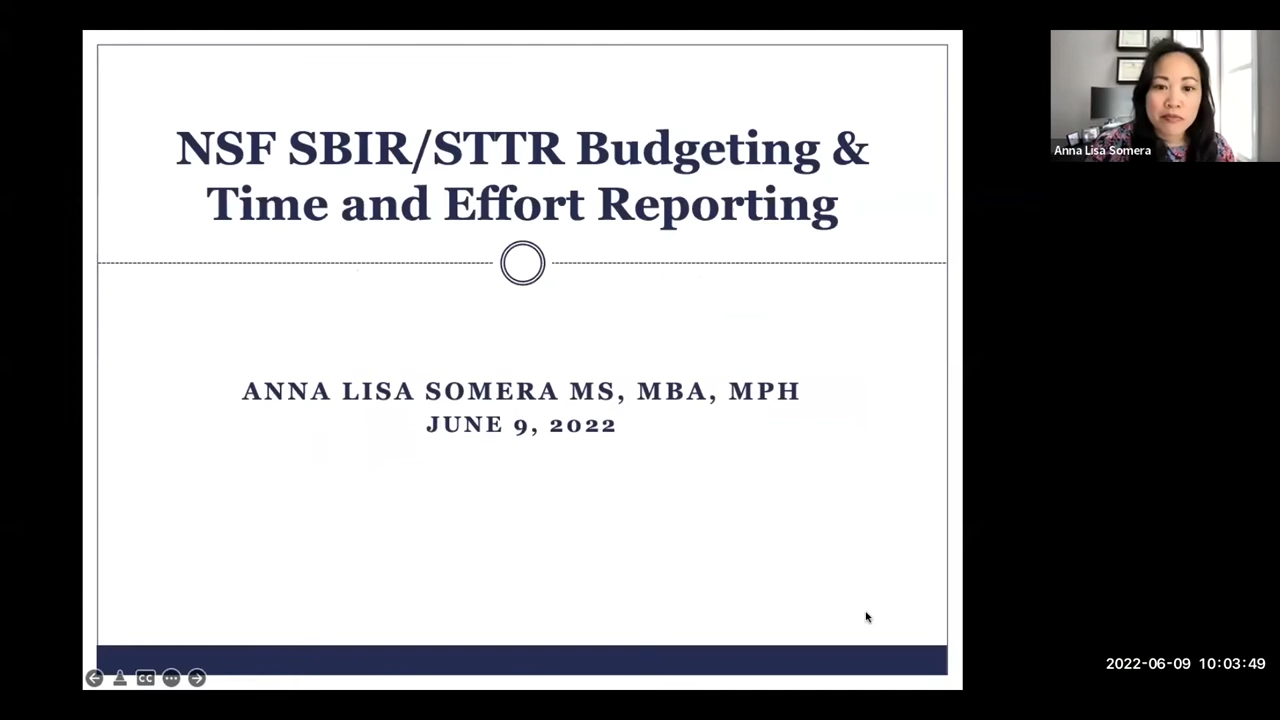 NSF SBIR/STTR Budgeting &
Time and Effort Reporting
ANNA LISA SOMERA MS, MBA, MPH
JUNE 9, 2022
CC
Anna Lisa Somera
2022-06-09 10:03:49